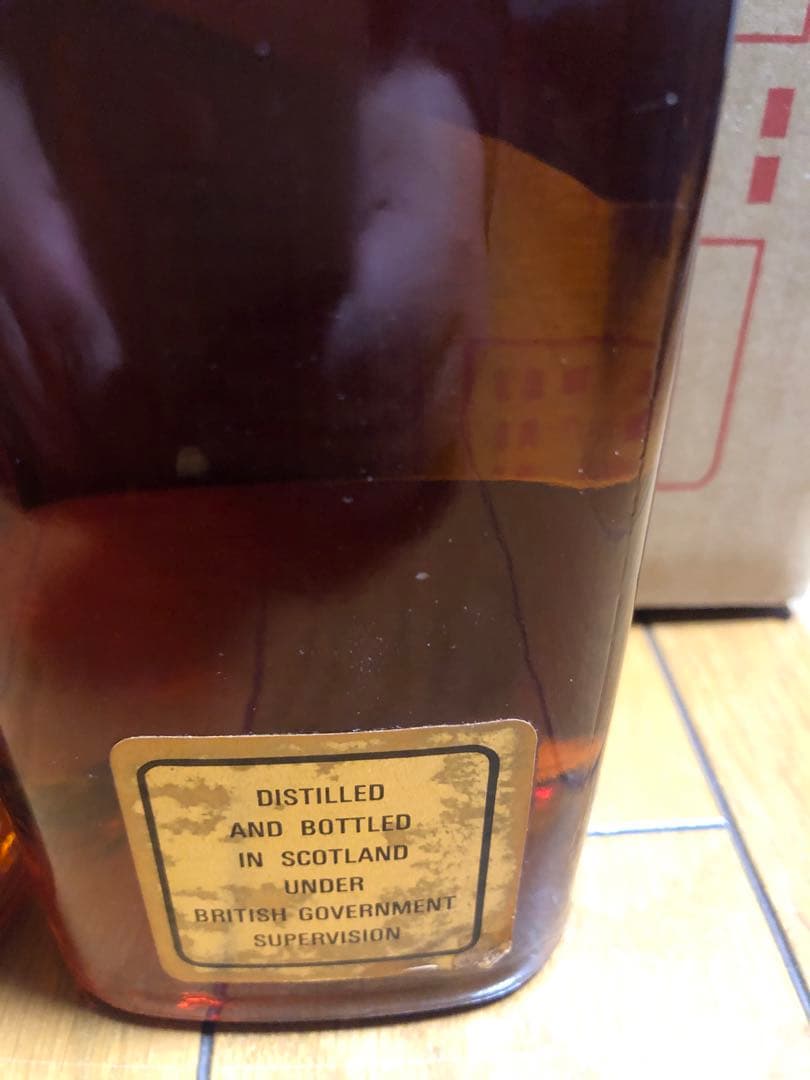 DISTILLED
AND BOTTLED
IN SCOTLAND
UNDER
BRITISH GOVERNMENT
SUPERVISION